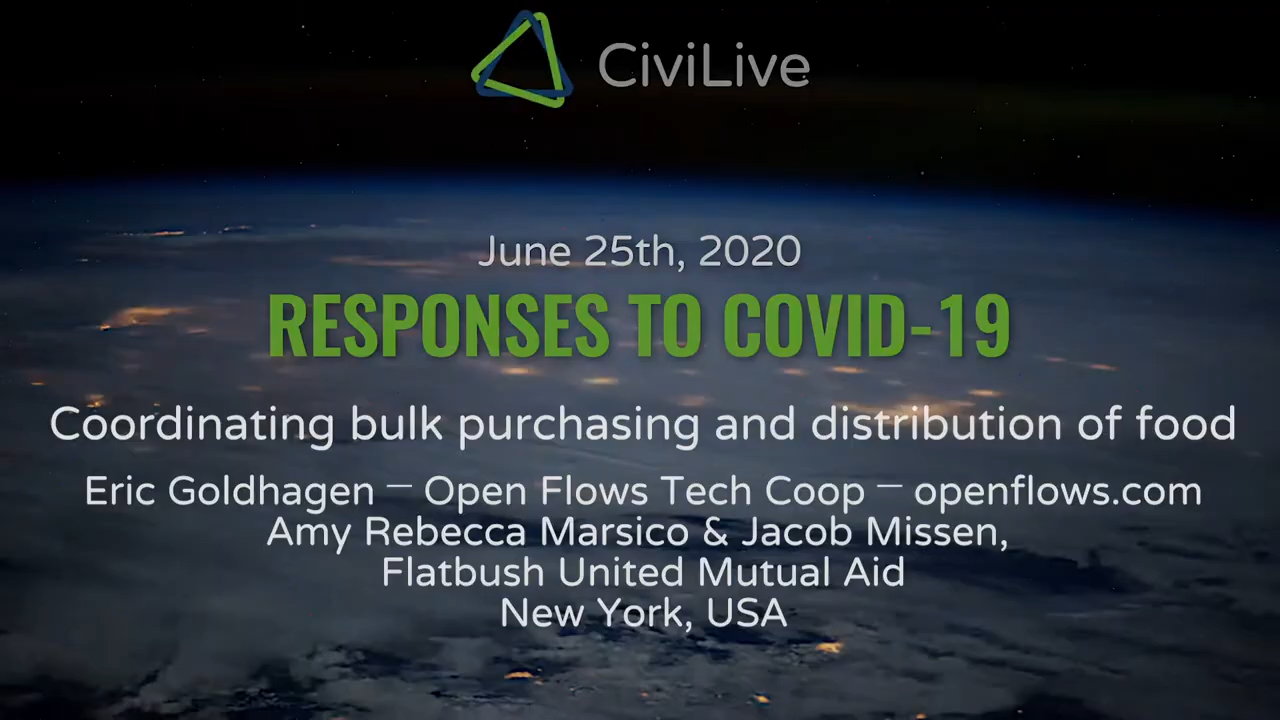 CiviLive
June 25th, 2020
RESPONSES TO COVID-19
Coordinating bulk purchasing and distribution of food
Eric Goldhagen – Open Flows Tech Coop – openflows.com
Amy Rebecca Marsico & Jacob Missen,
Flatbush United Mutual Aid
New York, USA